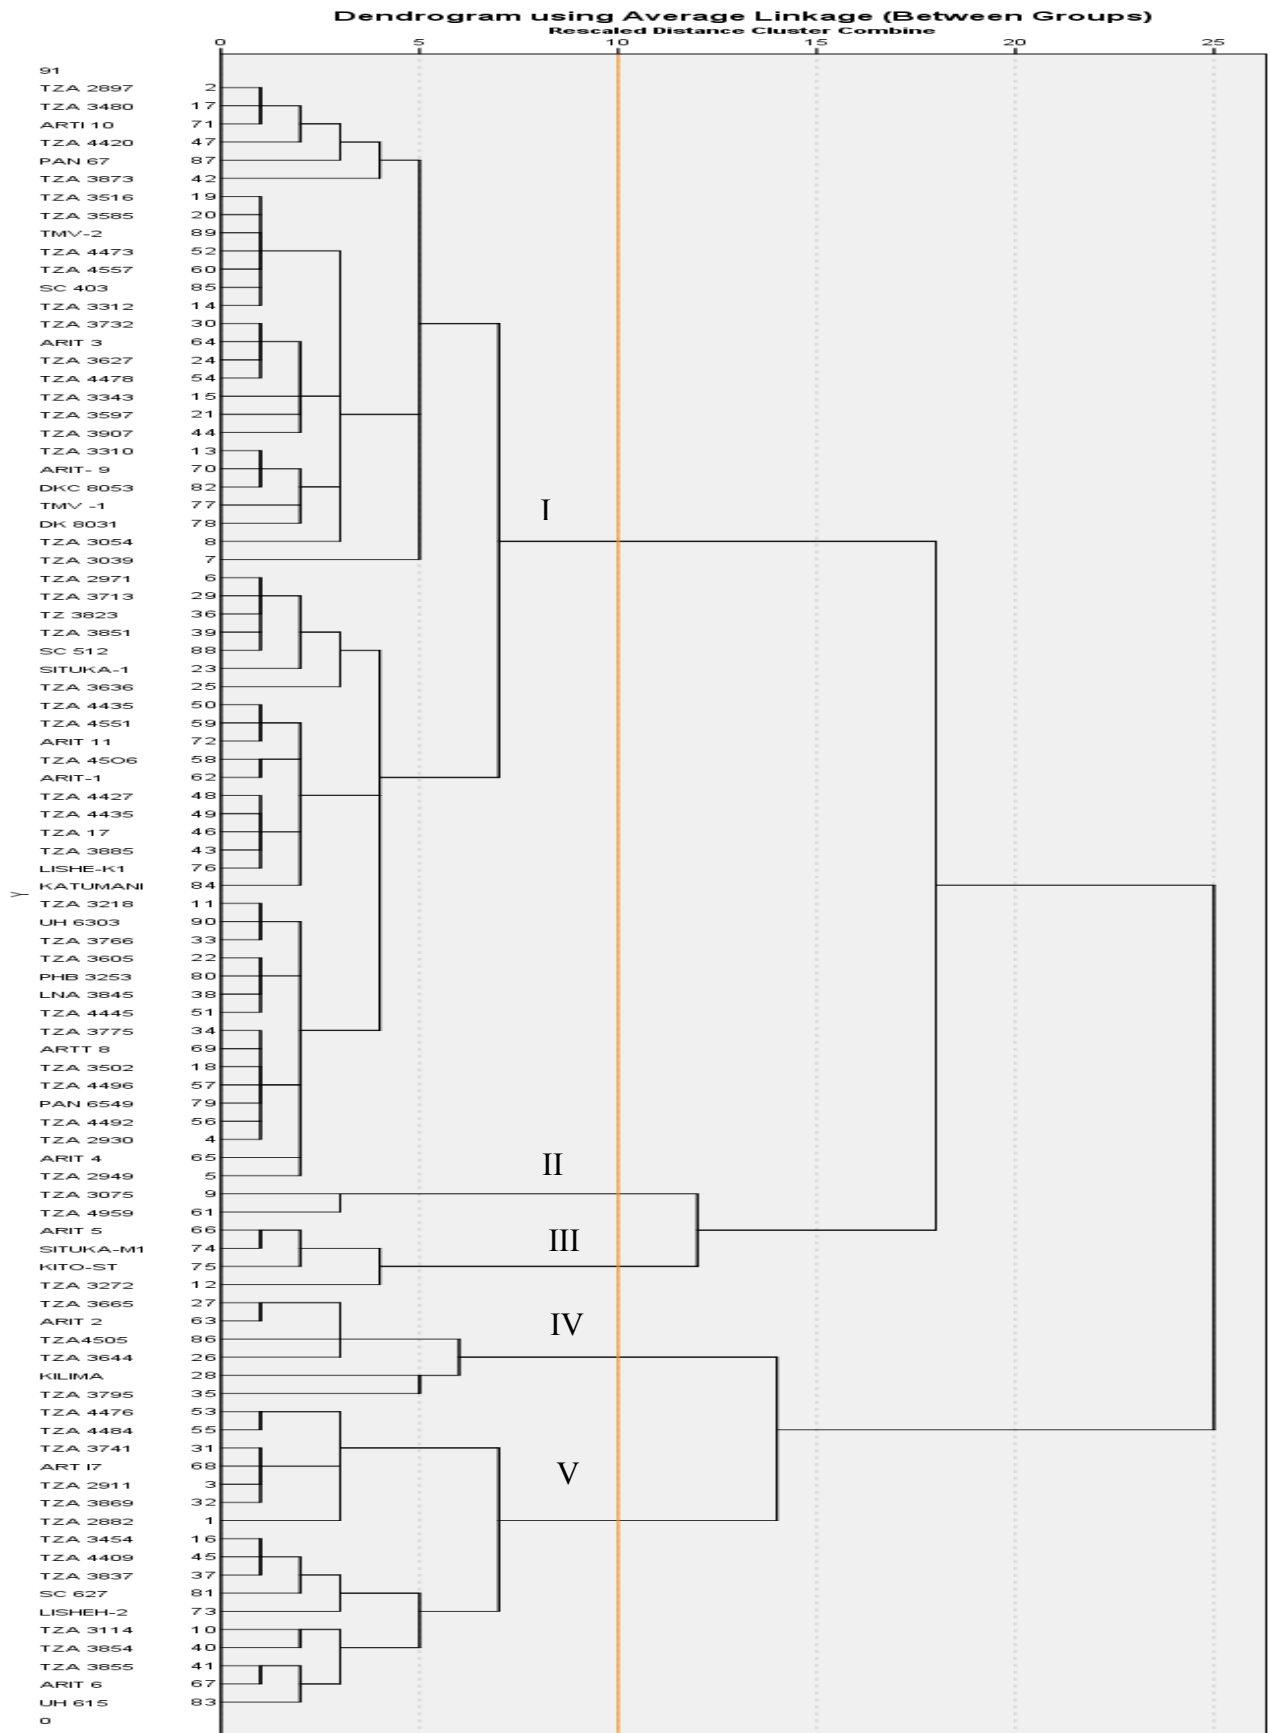 Dendrogram using Average Linkage (Between Groups)
Rescaled Distance Cluster Combine
0 5 10 15 20 25
91
TZA 2897 2
TZA 3480 17
ARTI 10 71
TZA 4420 47
PAN 67 87
TZA 3873 42
TZA 3516 19
TZA 3585 20
TMV-2 89
TZA 4473 52
TZA 4557 60
SC 403 85
TZA 3312 14
TZA 3732 30
ARIT 3 64
TZA 3627 24
TZA 4478 54
TZA 3343 15
TZA 3597 21
TZA 3907 44
TZA 3310 13
ARIT- 9 70
DKC 8053 82
TMV -1 77
I
DK 8031 78
TZA 3054 8
TZA 3039 7
TZA 2971 6
TZA 3713 29
TZ 3823 36
TZA 3851 39
SC 512 88
SITUKA-1 23
TZA 3636 25
TZA 4435 50
TZA 4551 59
ARIT 11 72
TZA 45O6 58
ARIT-1 62
TZA 4427 48
TZA 4435 49
TZA 17 46
TZA 3885 43
LISHE-K1 76
KATUMANI 84
Y
TZA 3218 11
UH 6303 90
TZA 3766 33
TZA 3605 22
PHB 3253 80
LNA 3845 38
TZA 4445 51
TZA 3775 34
ARTT 8 69
TZA 3502 18
TZA 4496 57
PAN 6549 79
TZA 4492 56
TZA 2930 4
ARIT 4 65
II
TZA 2949 5
TZA 3075 9
TZA 4959 61
ARIT 5 66
III
SITUKA-M1 74
KITO-ST 75
TZA 3272 12
TZA 3665 27
ARIT 2 63
IV
TZA4505 86
TZA 3644 26
KILIMA 28
TZA 3795 35
TZA 4476 53
TZA 4484 55
TZA 3741 31
ART I7 68
V
TZA 2911 3
TZA 3869 32
TZA 2882 1
TZA 3454 16
TZA 4409 45
TZA 3837 37
SC 627 81
LISHEH-2 73
TZA 3114 10
TZA 3854 40
TZA 3855 41
ARIT 6 67
UH 615 83
0